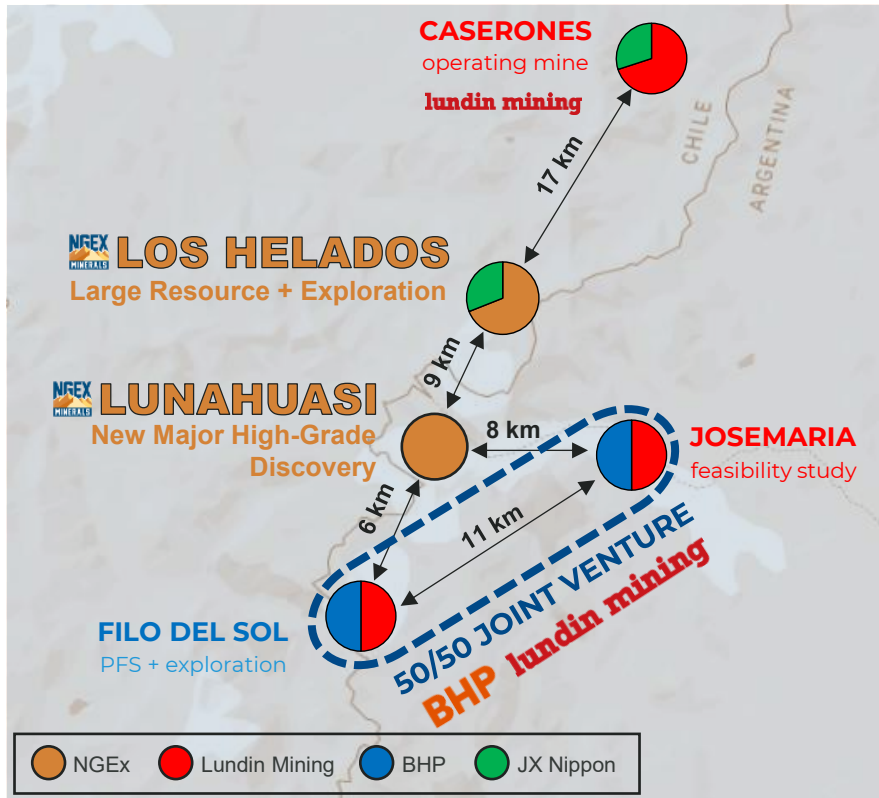 CASERONES
operating mine
lundin mining
CHILE
ARGENTINA
17 km
NGEX
MINERALS
LOS HELADOS
Large Resource + Exploration
9 km
NGEX
MINERALS
LUNAHUASI
New Major High-Grade
Discovery
8 km
JOSEMARIA
feasibility study
6 km
11 km
50/50 JOINT VENTURE
BHP lundin mining
FILO DEL SOL
PFS + exploration
NGEx Lundin Mining BHP JX Nippon